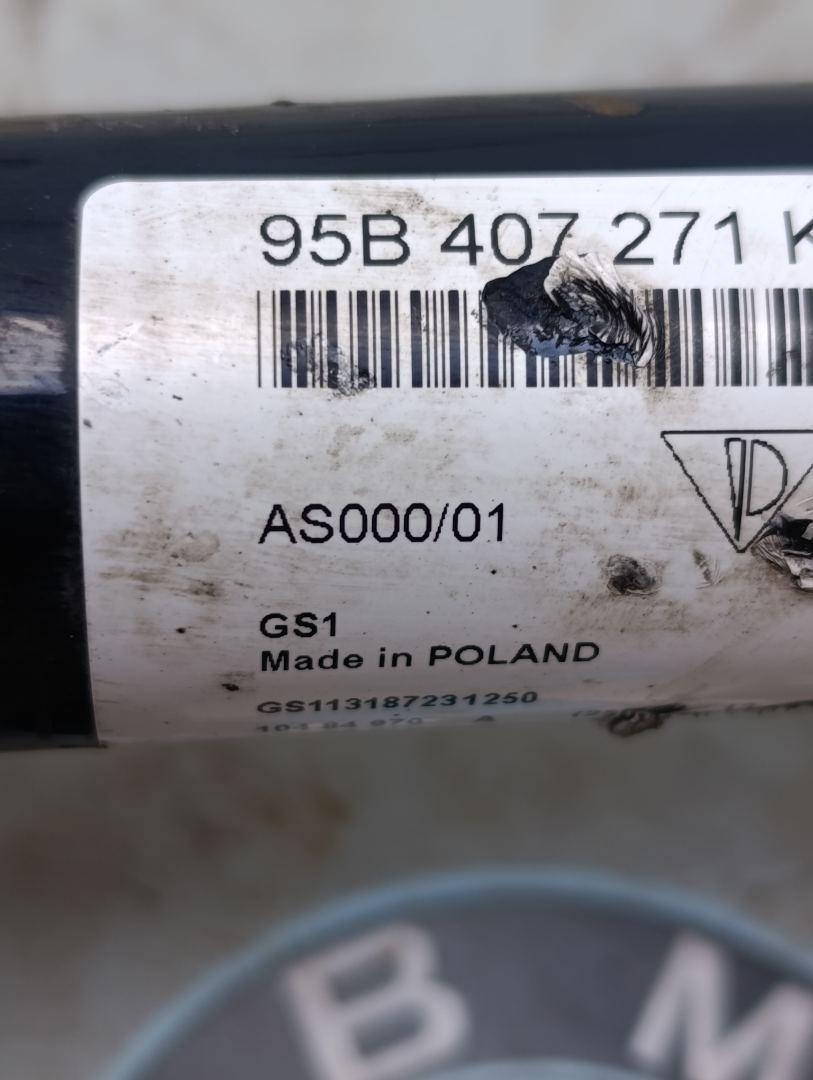 95B 407 271 K
AS000/01
GS1
Made in POLAND
GS113187231250
B M